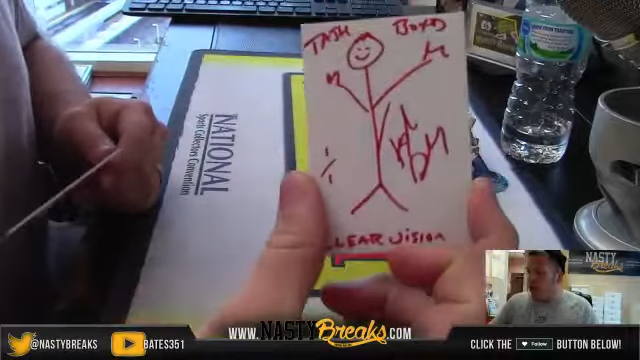 TASH BOYD
CLEAR VISION
NATIONAL
Sports Collectors Convention
NASTY
Breaks
@NASTYBREAKS
BATES351
WWW.NASTYBreaks.COM
CLICK THE Follow BUTTON BELOW!